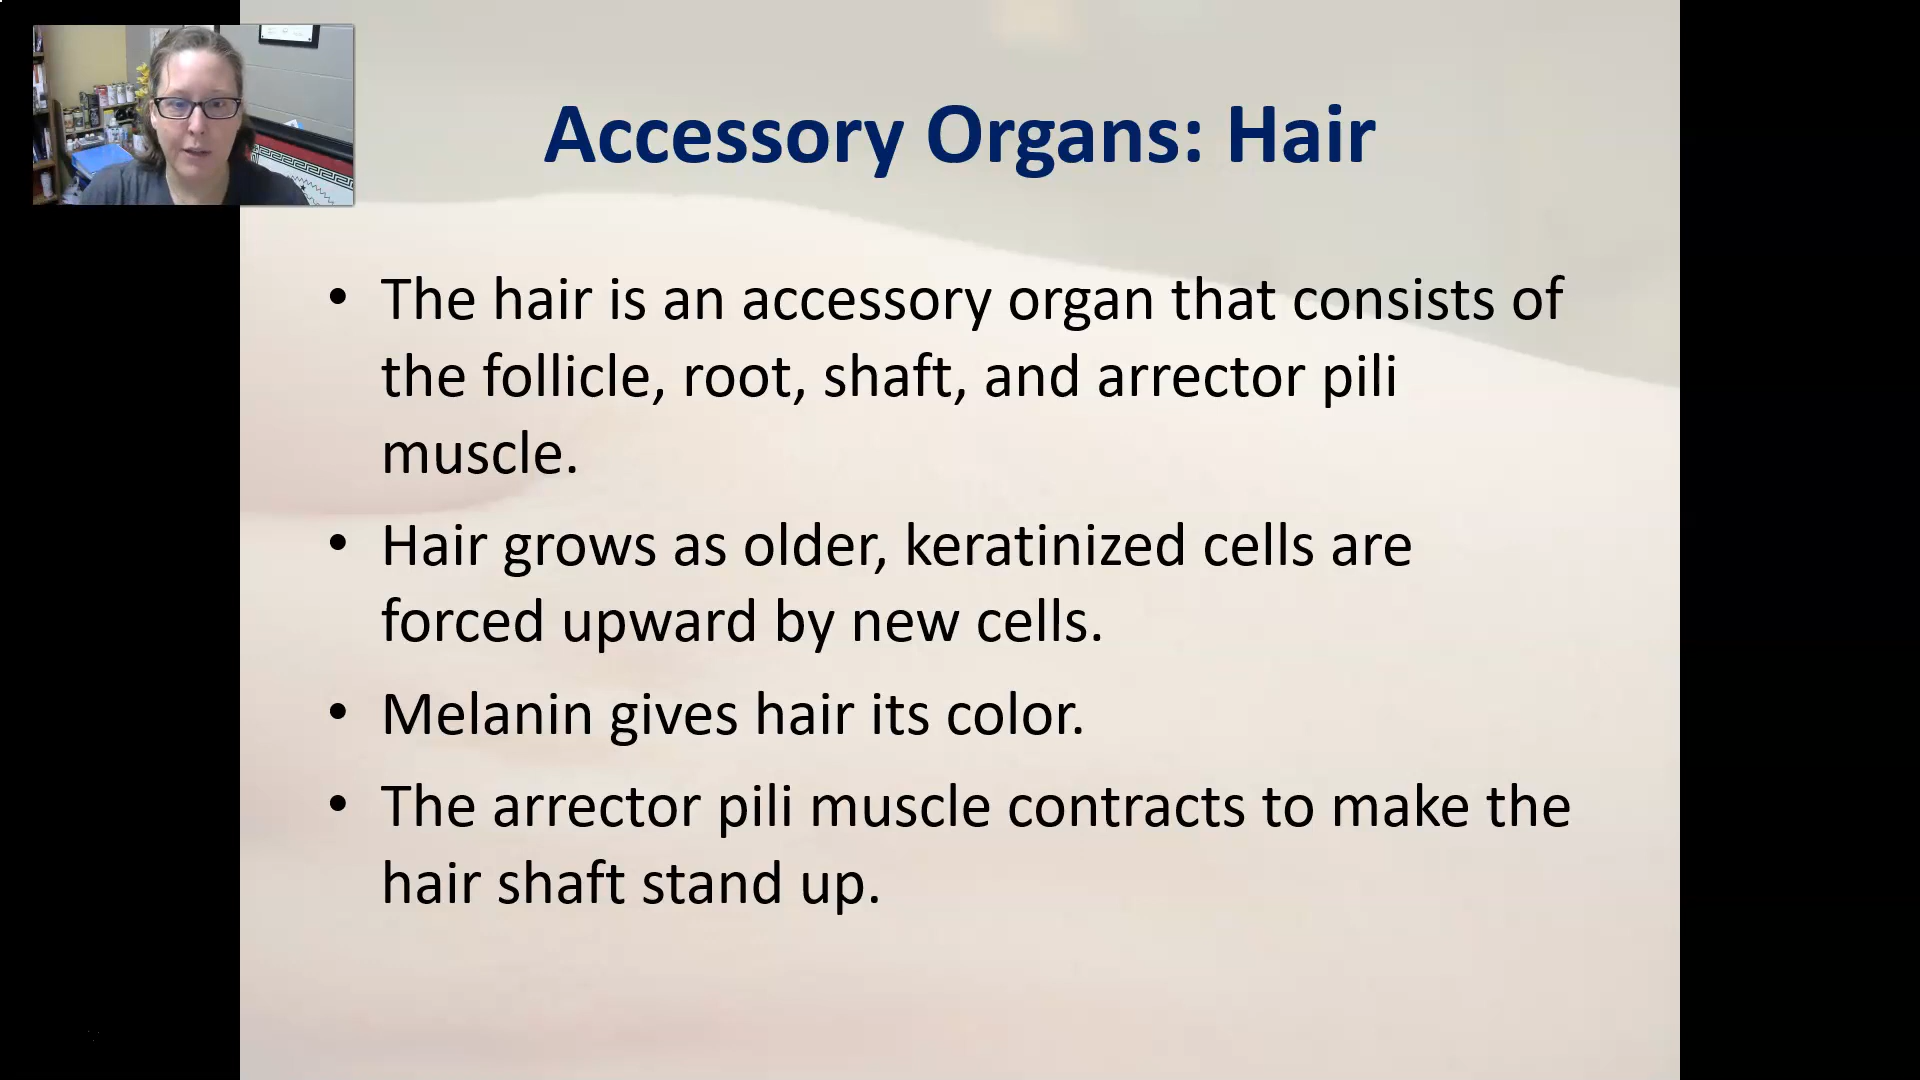 Accessory Organs: Hair
• The hair is an accessory organ that consists of
the follicle, root, shaft, and arrector pili
muscle.
• Hair grows as older, keratinized cells are
forced upward by new cells.
• Melanin gives hair its color.
• The arrector pili muscle contracts to make the
hair shaft stand up.